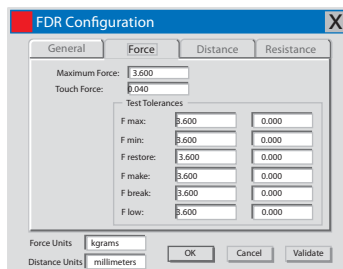 FDR Configuration X
General Force Distance Resistance
Maximum Force: 3.600
Touch Force: 0.040
Test Tolerances
F max: 3.600 0.000
F min: 3.600 0.000
F restore: 3.600 0.000
F make: 3.600 0.000
F break: 3.600 0.000
F low: 3.600 0.000
Force Units kgrams
Distance Units millimeters
OK Cancel Validate